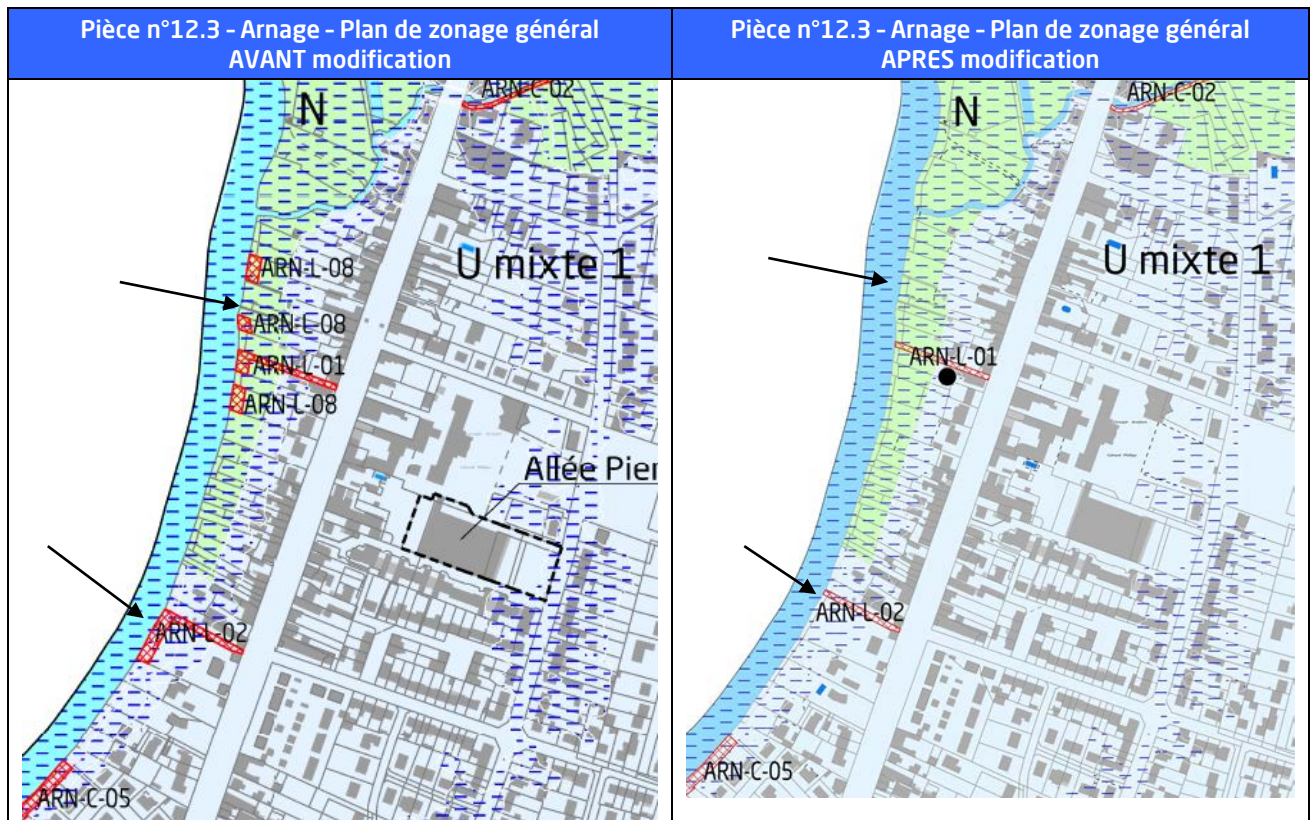 Pièce n°12.3 – Arnage – Plan de zonage général
AVANT modification
Pièce n°12.3 – Arnage – Plan de zonage général
APRES modification
ARN-C-02
N
U mixte 1
ARN-L-08
ARN-C-08
ARN-L-01
ARN-L-08
Allée Pier
ARN-L-02
ARN-C-05
ARN-C-02
N
U mixte 1
ARN-L-01
ARN-L-02
ARN-C-05